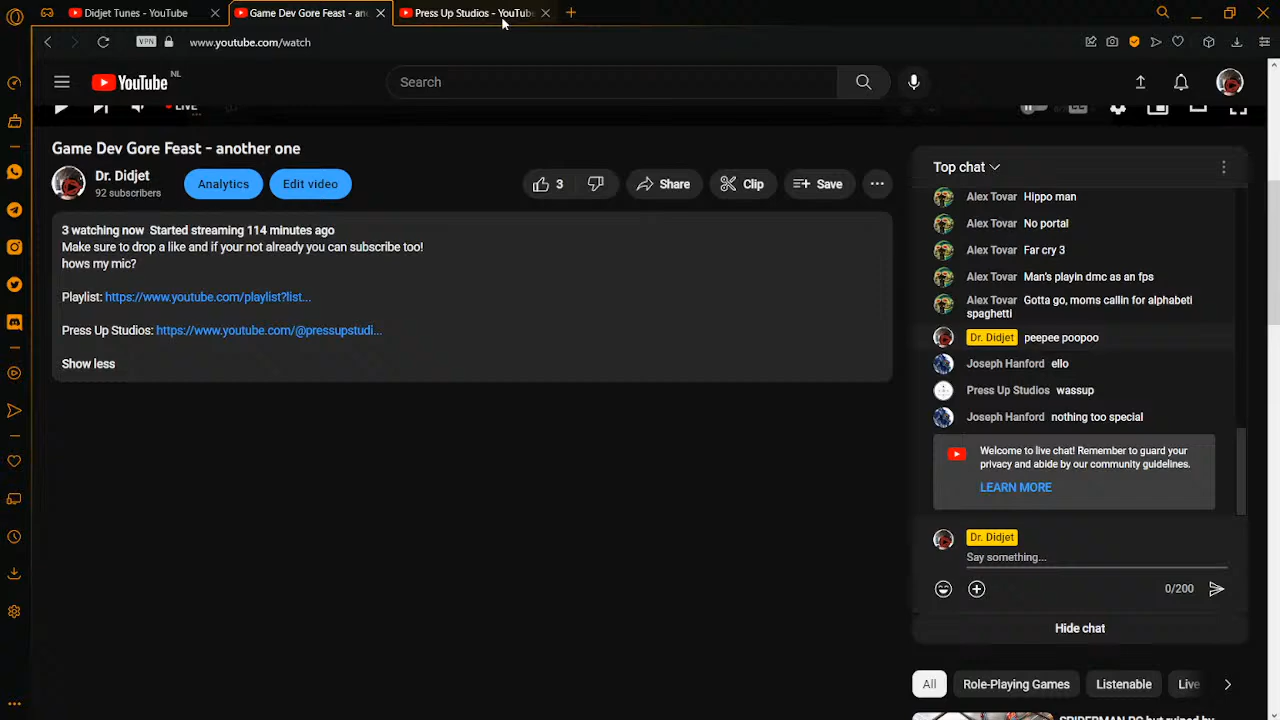 Didjet Tunes - YouTube
Game Dev Gore Feast - an
Press Up Studios - YouTub
VPN
www.youtube.com/watch
YouTube NL
Search
LIVE
Game Dev Gore Feast - another one
Dr. Didjet
92 subscribers
Analytics
Edit video
3
Share
Clip
Save
3 watching now Started streaming 114 minutes ago
Make sure to drop a like and if your not already you can subscribe too!
hows my mic?
Playlist: https://www.youtube.com/playlist?list...
Press Up Studios: https://www.youtube.com/@pressupstudi...
Show less
Top chat
Alex Tovar Hippo man
Alex Tovar No portal
Alex Tovar Far cry 3
Alex Tovar Man's playin dmc as an fps
Alex Tovar Gotta go, moms callin for alphabeti
spaghetti
Dr. Didjet peepee poopoo
Joseph Hanford ello
Press Up Studios wassup
Joseph Hanford nothing too special
Welcome to live chat! Remember to guard your
privacy and abide by our community guidelines.
LEARN MORE
Dr. Didjet
Say something...
0/200
Hide chat
All
Role-Playing Games
Listenable
Live
SPIDERMAN PC but ruined by